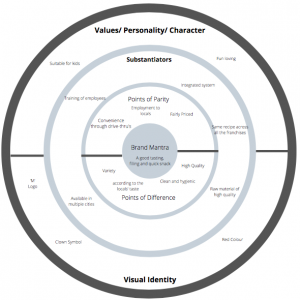 Values/ Personality/ Character
Suitable for kids
Fun loving
Substantiators
Integrated system
Training of employees
Points of Parity
Employment to
locals
Fairly Priced
Convenience
through drive-thru's
Same recipe across
all the franchises
Brand Mantra
A good tasting,
filling and quick snack
High Quality
Variety
'M'
Logo
according to the
locals' taste
Clean and hygienic
Raw material of
high quality
Points of Difference
Available in
multiple cities
Clown Symbol
Red Colour
Visual Identity